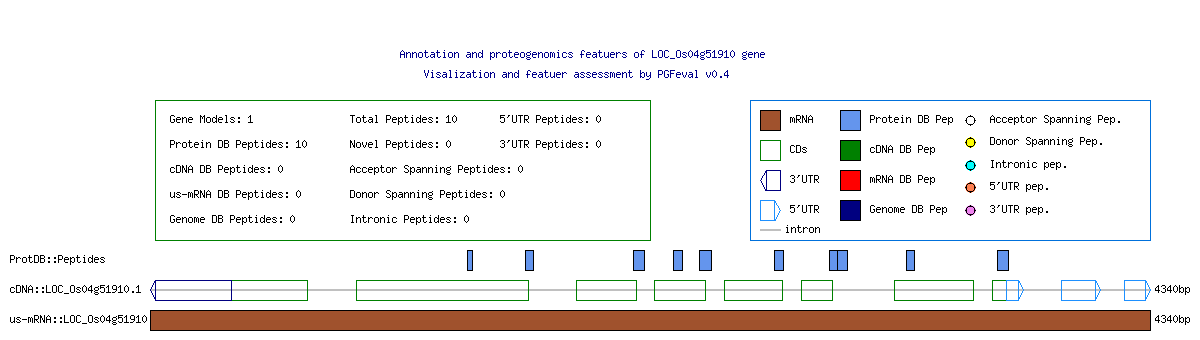 Annotation and proteogenomics featuers of LOC_Os04g51910 gene
Visalization and featuer assessment by PGFeval v0.4
Gene Models: 1
Total Peptides: 10
5'UTR Peptides: 0
Protein DB Peptides: 10
Novel Peptides: 0
3'UTR Peptides: 0
cDNA DB Peptides: 0
Acceptor Spanning Peptides: 0
us-mRNA DB Peptides: 0
Donor Spanning Peptides: 0
Genome DB Peptides: 0
Intronic Peptides: 0
mRNA
Protein DB Pep
Acceptor Spanning Pep.
CDs
cDNA DB Pep
Donor Spanning Pep.
3'UTR
mRNA DB Pep
Intronic pep.
5'UTR
Genome DB Pep
5'UTR pep.
3'UTR pep.
intron
ProtDB::Peptides
cDNA::LOC_Os04g51910.1
4340bp
us-mRNA::LOC_Os04g51910
4340bp